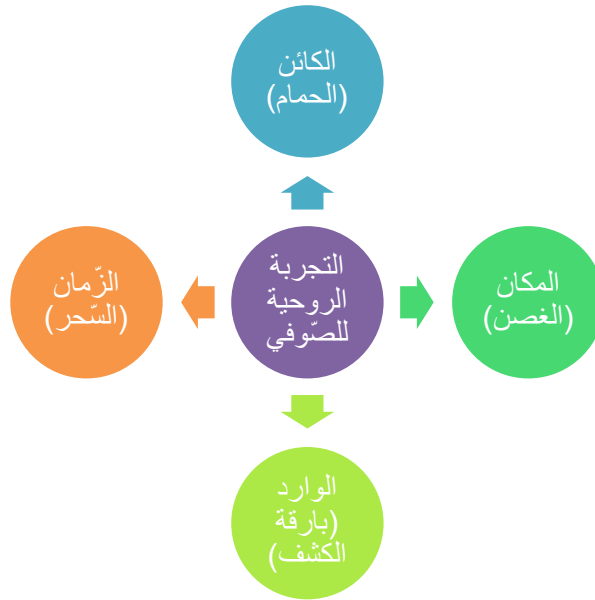 الكائن
(الحمام)
الزّمان
(السّحر)
التجربة
الروحية
للصّوفي
المكان
(الغصن)
الوارد
(بارقة
الكشف)